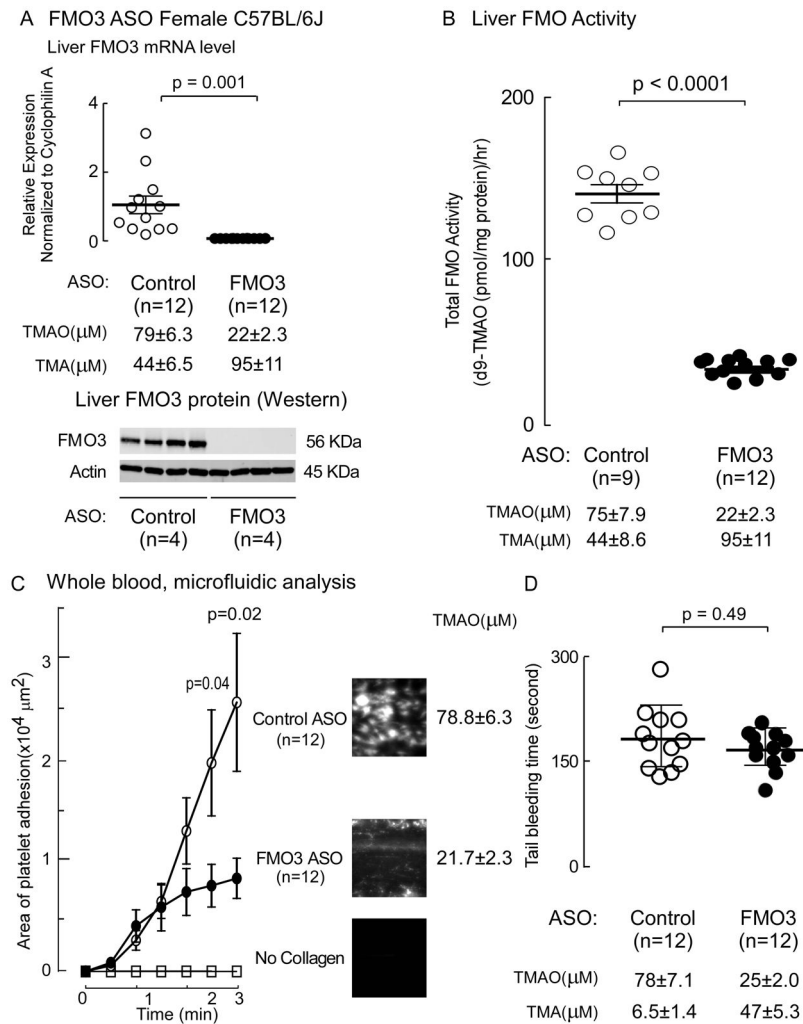 A FMO3 ASO Female C57BL/6J
Liver FMO3 mRNA level
p = 0.001
Relative Expression
Normalized to Cyclophilin A
4
2
0
ASO: Control FMO3
(n=12) (n=12)
TMAO(µM) 79±6.3 22±2.3
TMA(µM) 44±6.5 95±11
Liver FMO3 protein (Western)
FMO3 56 KDa
Actin 45 KDa
ASO: Control FMO3
(n=4) (n=4)
B Liver FMO Activity
p < 0.0001
Total FMO Activity
(d9-TMAO (pmol/mg protein)/hr)
200
100
0
ASO: Control FMO3
(n=9) (n=12)
TMAO(µM) 75±7.9 22±2.3
TMA(µM) 44±8.6 95±11
C Whole blood, microfluidic analysis
p=0.02
p=0.04
TMAO(µM)
Area of platelet adhesion(x10⁴ µm²)
3
2
1
0
Control ASO
(n=12)
78.8±6.3
FMO3 ASO
(n=12)
21.7±2.3
No Collagen
0 1 2 3
Time (min)
D
p = 0.49
Tail bleeding time (second)
300
150
0
ASO: Control FMO3
(n=12) (n=12)
TMAO(µM) 78±7.1 25±2.0
TMA(µM) 6.5±1.4 47±5.3